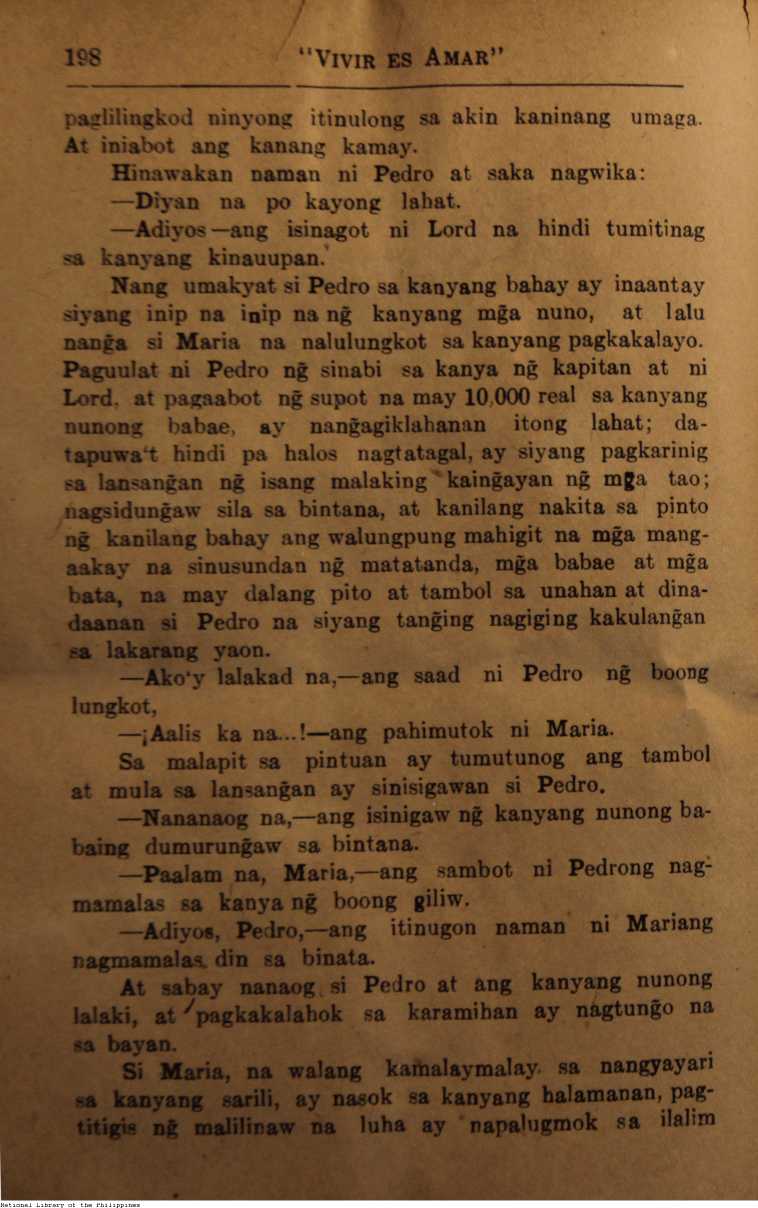 198 "VIVIR ES AMAR"
paglilingkod ninyong itinulong sa akin kaninang umaga.
At iniabot ang kanang kamay.
Hinawakan naman ni Pedro at saka nagwika:
—Diyan na po kayong lahat.
—Adiyos—ang isinagot ni Lord na hindi tumitinag
sa kanyang kinauupan.
Nang umakyat si Pedro sa kanyang bahay ay inaantay
siyang inip na inip na ng̃ kanyang mg̃a nuno, at lalu
nang̃a si Maria na nalulungkot sa kanyang pagkakalayo.
Paguulat ni Pedro ng̃ sinabi sa kanya ng̃ kapitan at ni
Lord, at pagaabot ng̃ supot na may 10,000 real sa kanyang
nunong babae, ay nang̃agiklahanan itong lahat; da-
tapuwa't hindi pa halos nagtatagal, ay siyang pagkarinig
sa lansang̃an ng̃ isang malaking kaing̃ayan ng̃ mga tao;
nagsidung̃aw sila sa bintana, at kanilang nakita sa pinto
ng̃ kanilang bahay ang walungpung mahigit na mg̃a mang-
aakay na sinusundan ng̃ matatanda, mg̃a babae at mg̃a
bata, na may dalang pito at tambol sa unahan at dina-
daanan si Pedro na siyang tang̃ing nagiging kakulang̃an
sa lakarang yaon.
—Ako'y lalakad na,—ang saad ni Pedro ng̃ boong
lungkot,
—¡Aalis ka na...!—ang pahimutok ni Maria.
Sa malapit sa pintuan ay tumutunog ang tambol
at mula sa lansang̃an ay sinisigawan si Pedro.
—Nananaog na,—ang isinigaw ng̃ kanyang nunong ba-
baing dumurung̃aw sa bintana.
—Paalam na, Maria,—ang sambot ni Pedrong nag-
mamalas sa kanya ng̃ boong giliw.
—Adiyos, Pedro,—ang itinugon naman ni Mariang
nagmamalas din sa binata.
At sabay nanaog si Pedro at ang kanyang nunong
lalaki, at pagkakalahok sa karamihan ay nagtung̃o na
sa bayan.
Si Maria, na walang kamalaymalay sa nangyayari
sa kanyang sarili, ay nasok sa kanyang halamanan, pag-
titigis ng̃ malilinaw na luha ay napalugmok sa ilalim
National Library of the Philippines